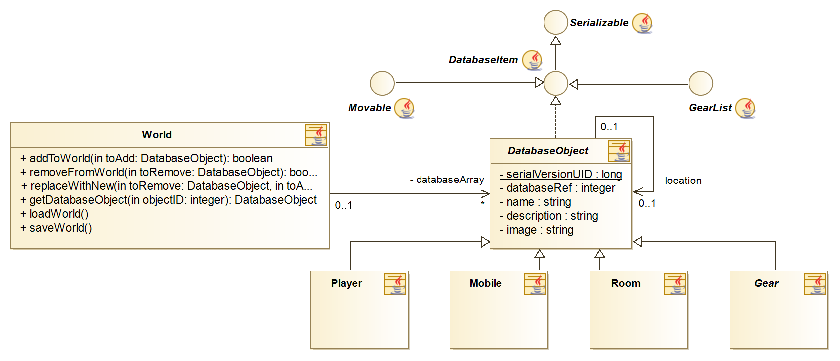 Serializable
DatabaseItem
Movable
GearList
World
+ addToWorld(in toAdd: DatabaseObject): boolean
+ removeFromWorld(in toRemove: DatabaseObject): boo...
+ replaceWithNew(in toRemove: DatabaseObject, in toA...
+ getDatabaseObject(in objectID: integer): DatabaseObject
+ loadWorld()
+ saveWorld()
- databaseArray
0..1
*
DatabaseObject
- serialVersionUID : long
- databaseRef : integer
- name : string
- description : string
- image : string
0..1
location
0..1
Player
Mobile
Room
Gear